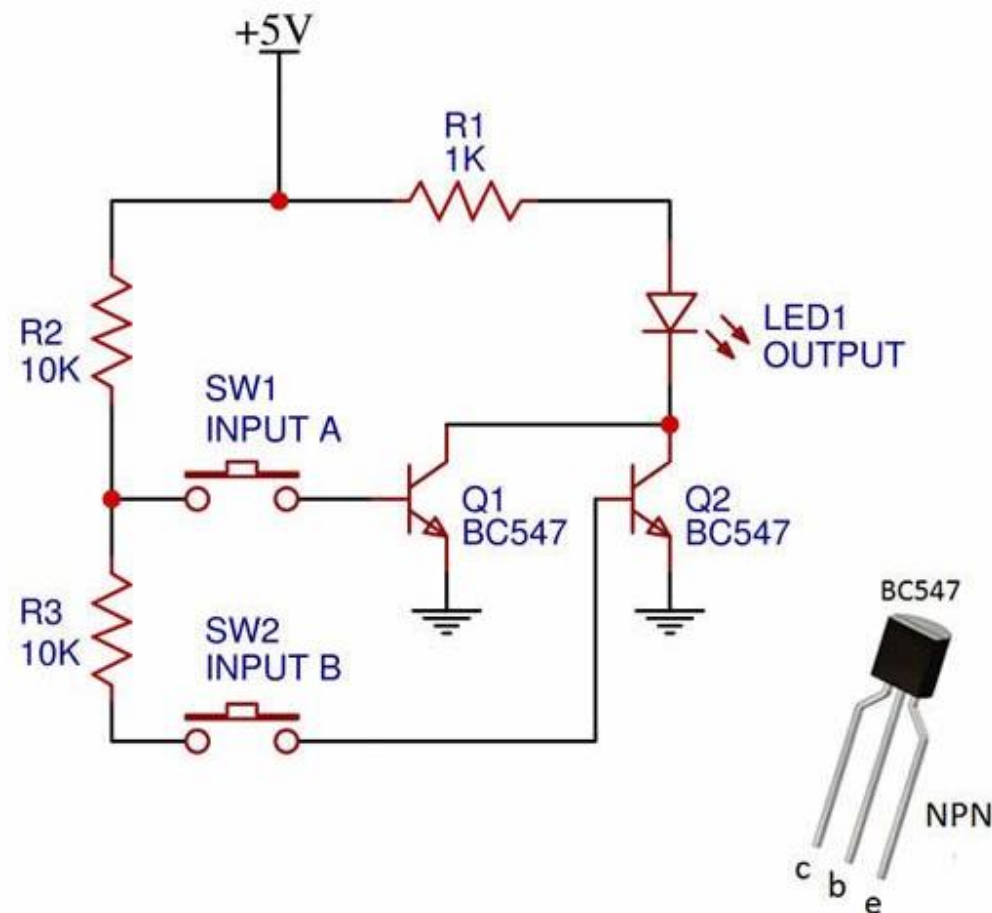 +5V
R1
1K
R2
10K
LED1
OUTPUT
SW1
INPUT A
Q1
BC547
Q2
BC547
R3
10K
SW2
INPUT B
BC547
NPN
c
b
e